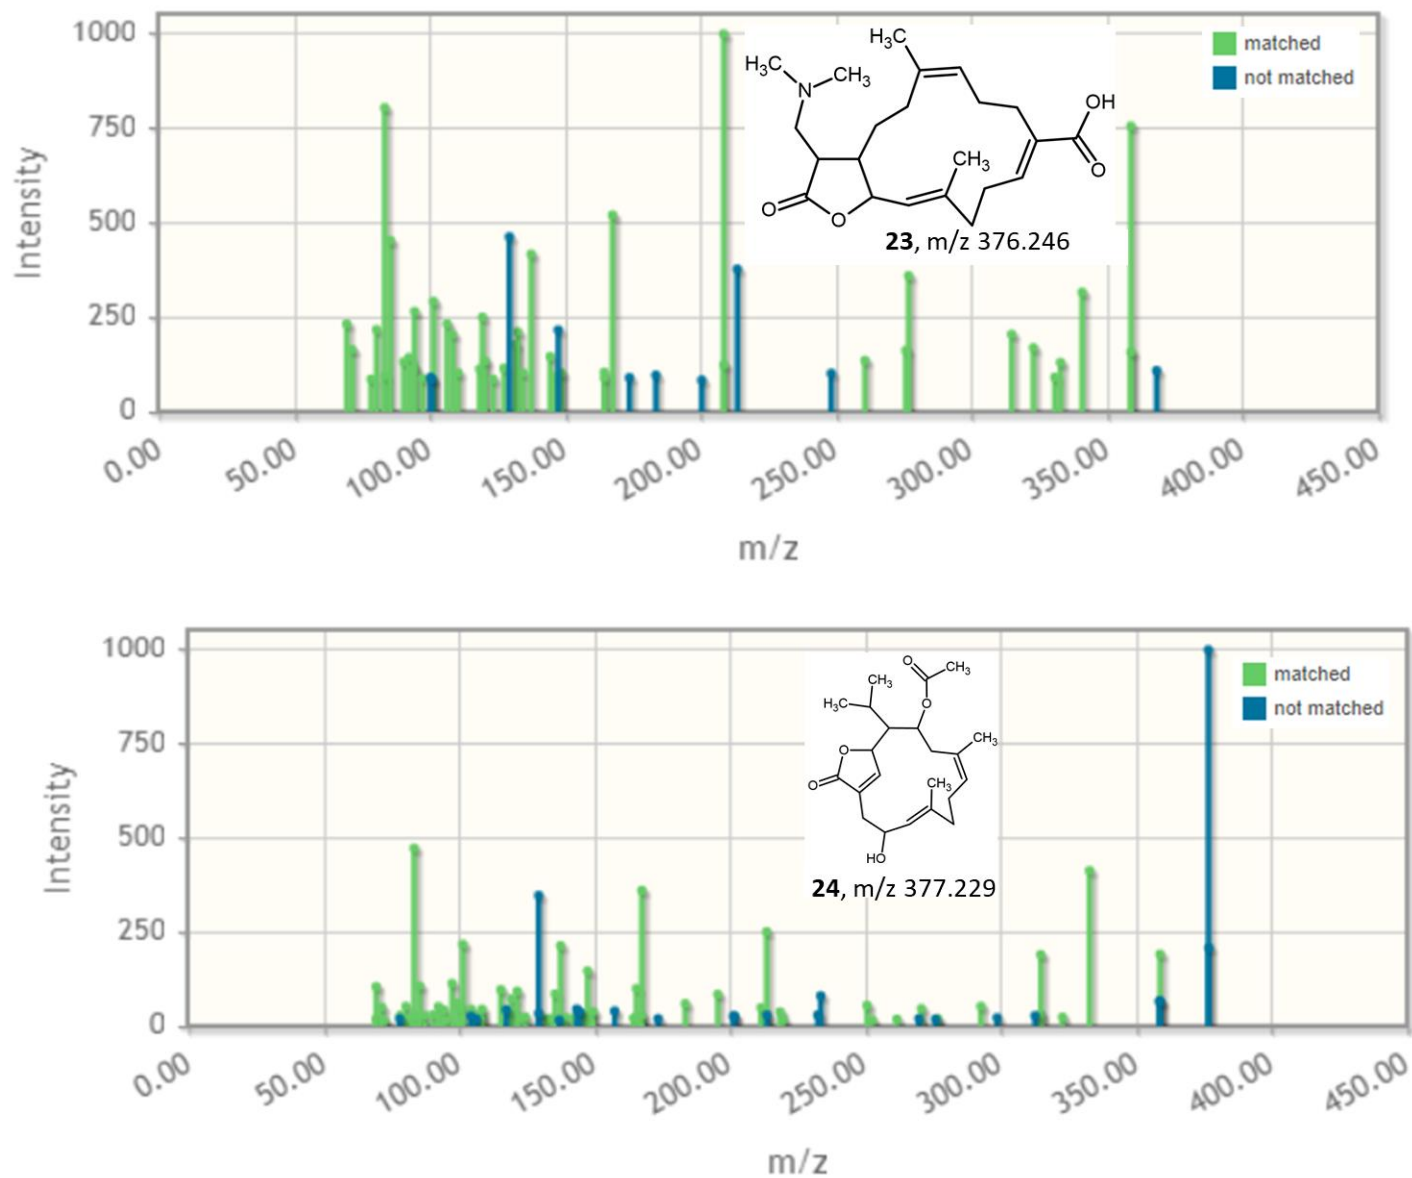 1000
750
500
250
0
Intensity
0.00
50.00
100.00
150.00
200.00
250.00
300.00
350.00
400.00
450.00
m/z
matched
not matched
H₃C
H₃C
CH₃
N
OH
O
CH₃
O
O
23, m/z 376.246
1000
750
500
250
0
Intensity
0.00
50.00
100.00
150.00
200.00
250.00
300.00
350.00
400.00
450.00
m/z
matched
not matched
O
CH₃
CH₃
H₃C
O
CH₃
O
O
CH₃
HO
24, m/z 377.229